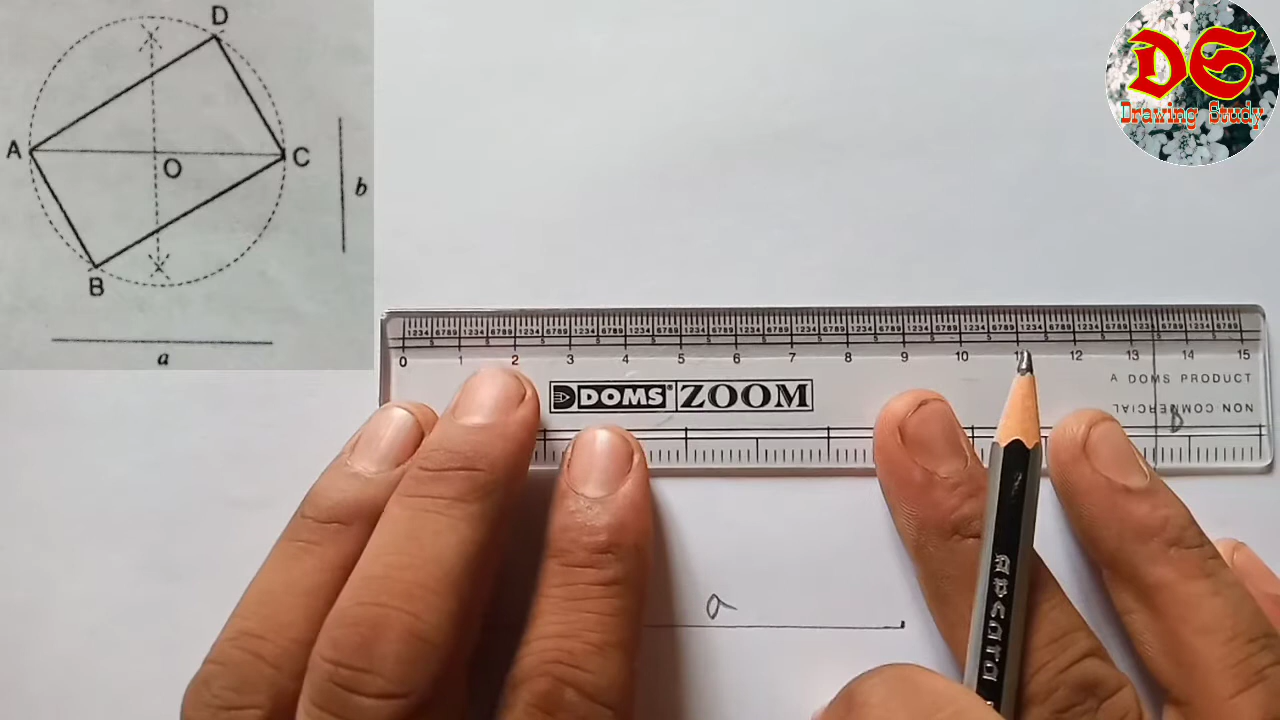 D
A
O
C
b
B
a
DS
Drawing Study
0 1 2 3 4 5 6 7 8 9 10 11 12 13 14 15
DOMS ZOOM
A DOMS PRODUCT
NON COMMERCIAL
b
a
apsara